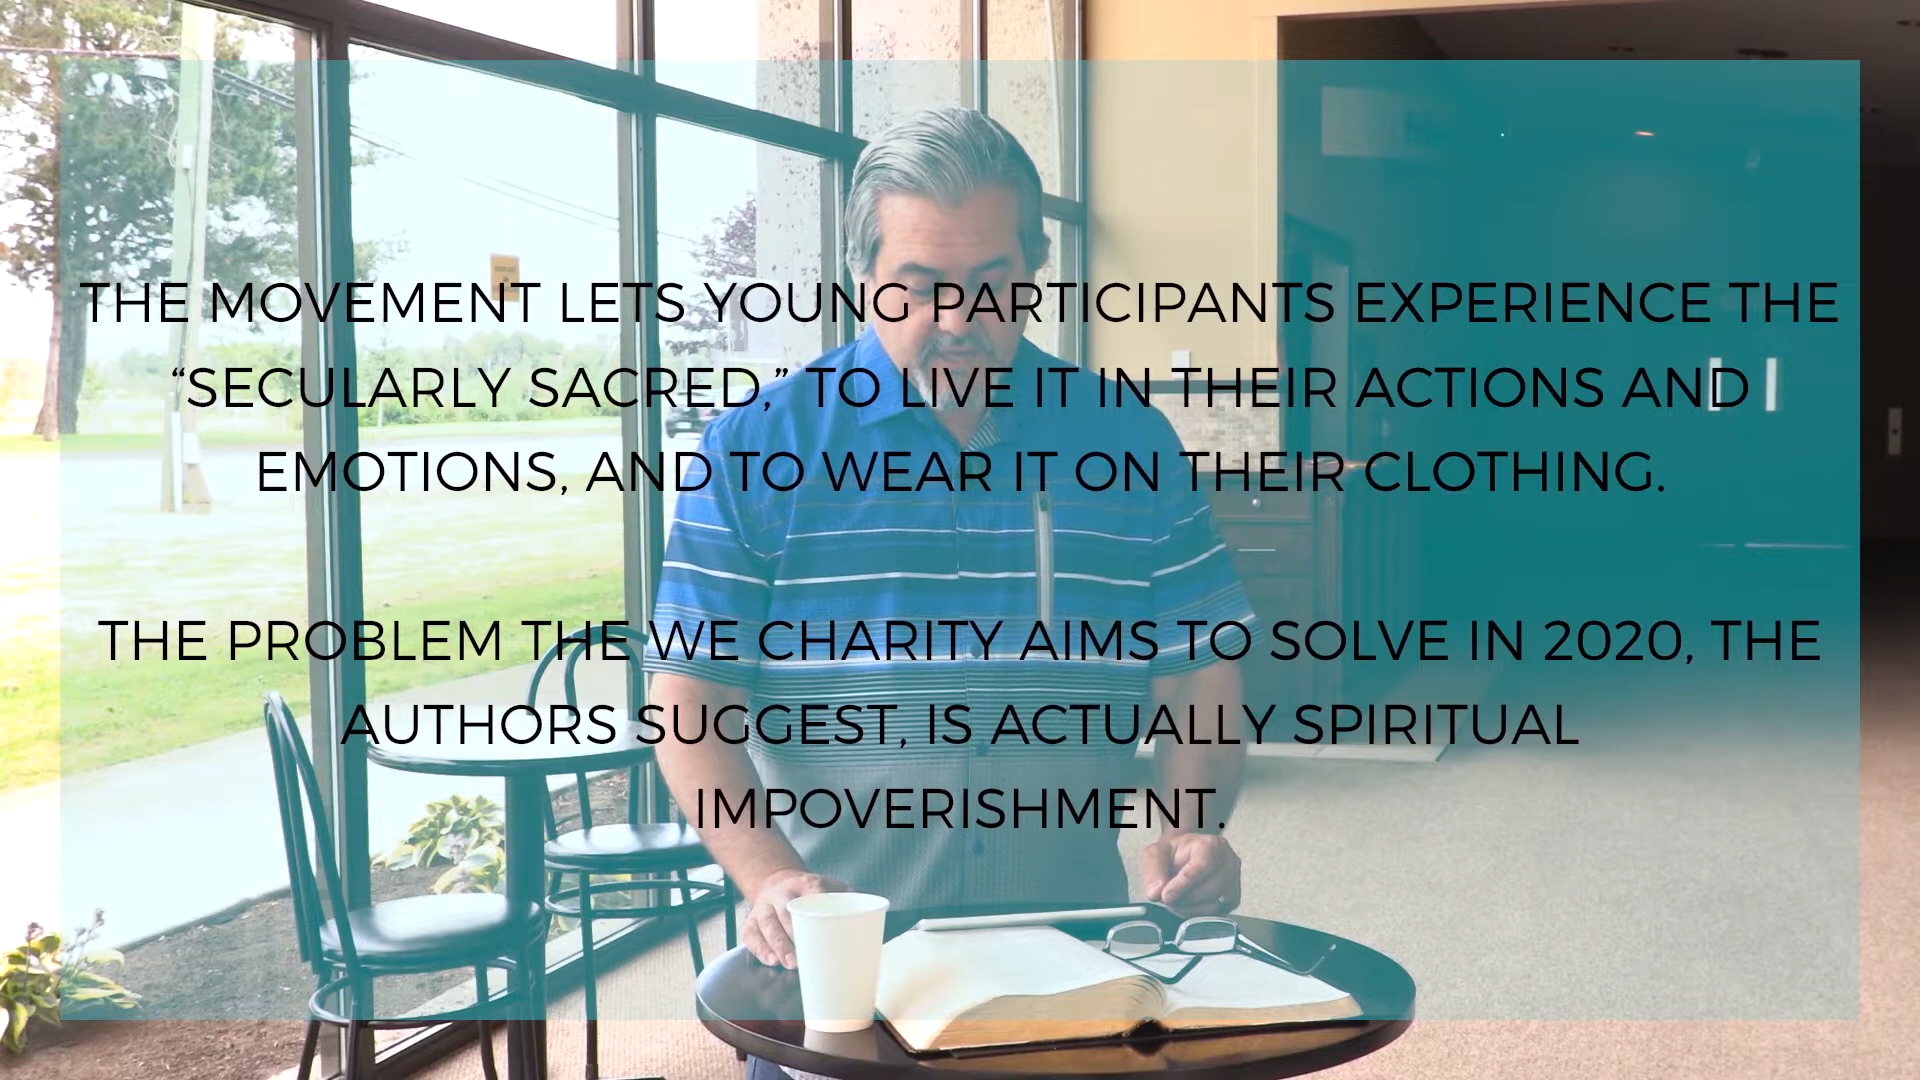 THE MOVEMENT LETS YOUNG PARTICIPANTS EXPERIENCE THE
“SECULARLY SACRED,” TO LIVE IT IN THEIR ACTIONS AND
EMOTIONS, AND TO WEAR IT ON THEIR CLOTHING.
THE PROBLEM THE WE CHARITY AIMS TO SOLVE IN 2020, THE
AUTHORS SUGGEST, IS ACTUALLY SPIRITUAL
IMPOVERISHMENT.